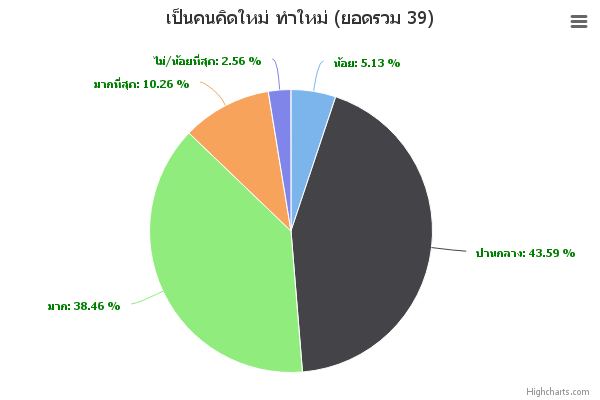 เป็นคนคิดใหม่ ทำใหม่ (ยอดรวม 39)
ไม่/น้อยที่สุด: 2.56 %
น้อย: 5.13 %
มากที่สุด: 10.26 %
ปานกลาง: 43.59 %
มาก: 38.46 %
Highcharts.com